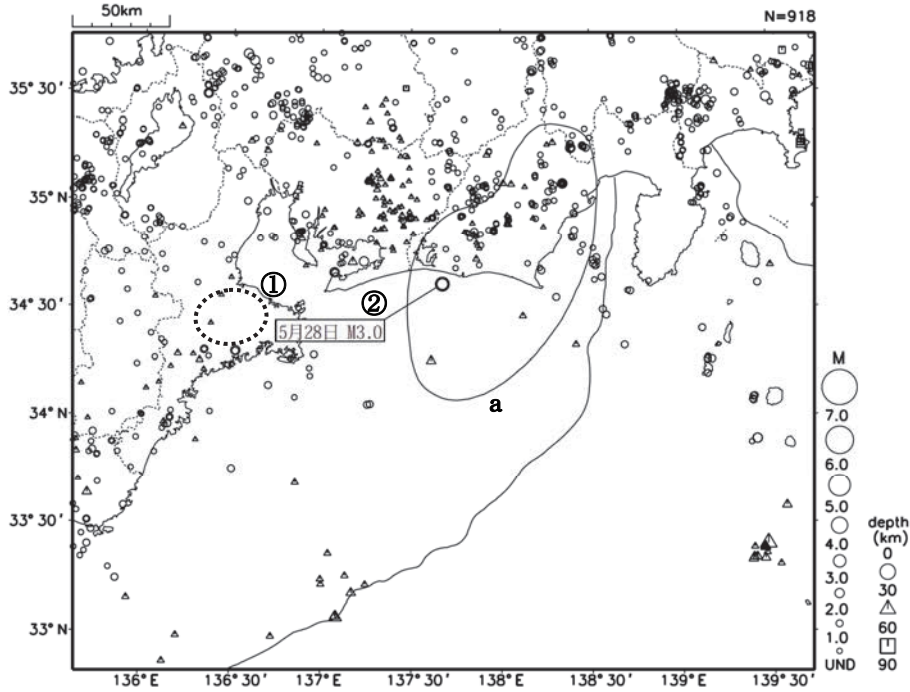 50km
N=918
35°30′
35°N
34°30′
34°N
33°30′
33°N
①
②
5月28日 M3.0
a
M
7.0
6.0
5.0
4.0
3.0
2.0
1.0
UND
depth
(km)
0
30
60
90
136°E
136°30′
137°E
137°30′
138°E
138°30′
139°E
139°30′